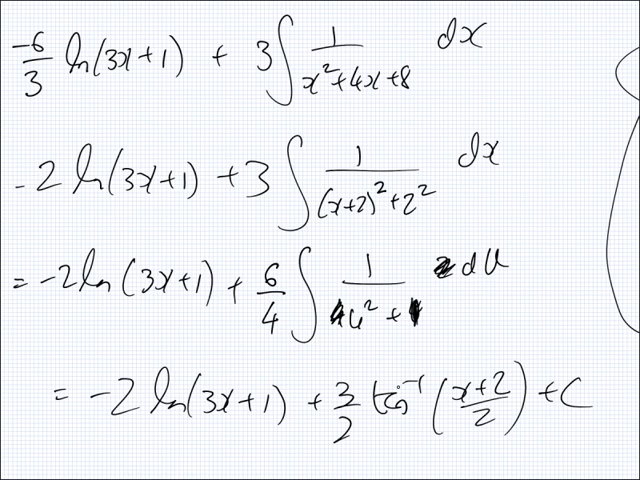 -6/3 ln(3x+1) + 3∫ 1/(x²+4x+8) dx
-2 ln(3x+1) + 3∫ 1/((x+2)²+2²) dx
= -2 ln(3x+1) + 6/4 ∫ 1/(u²+1) du
= -2 ln(3x+1) + 3/2 tan⁻¹((x+2)/2) + C